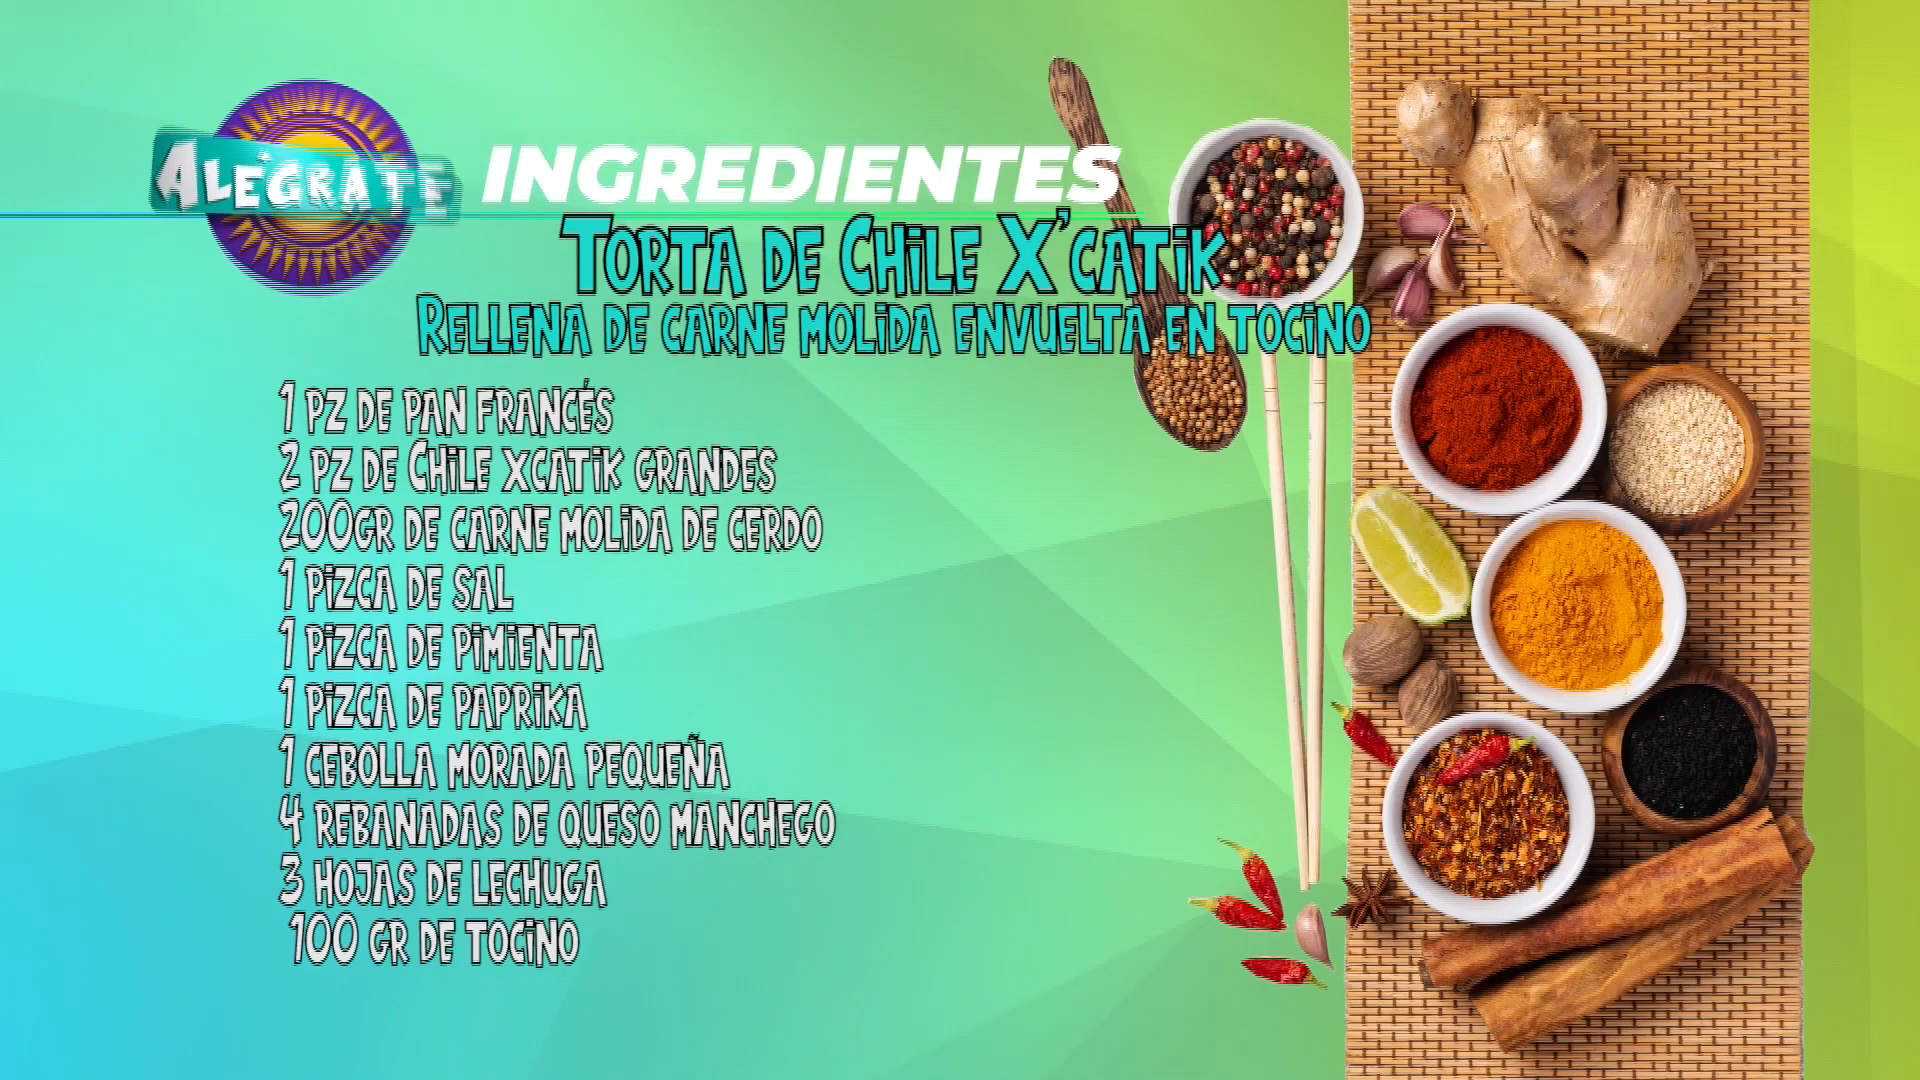 ALÉGRATE
INGREDIENTES
TORTA DE CHILE X'CATIK
RELLENA DE CARNE MOLIDA ENVUELTA EN TOCINO
1 PZ DE PAN FRANCÉS
2 PZ DE CHILE XCATIK GRANDES
200GR DE CARNE MOLIDA DE CERDO
1 PIZCA DE SAL
1 PIZCA DE PIMIENTA
1 PIZCA DE PAPRIKA
1 CEBOLLA MORADA PEQUEÑA
4 REBANADAS DE QUESO MANCHEGO
3 HOJAS DE LECHUGA
100 GR DE TOCINO